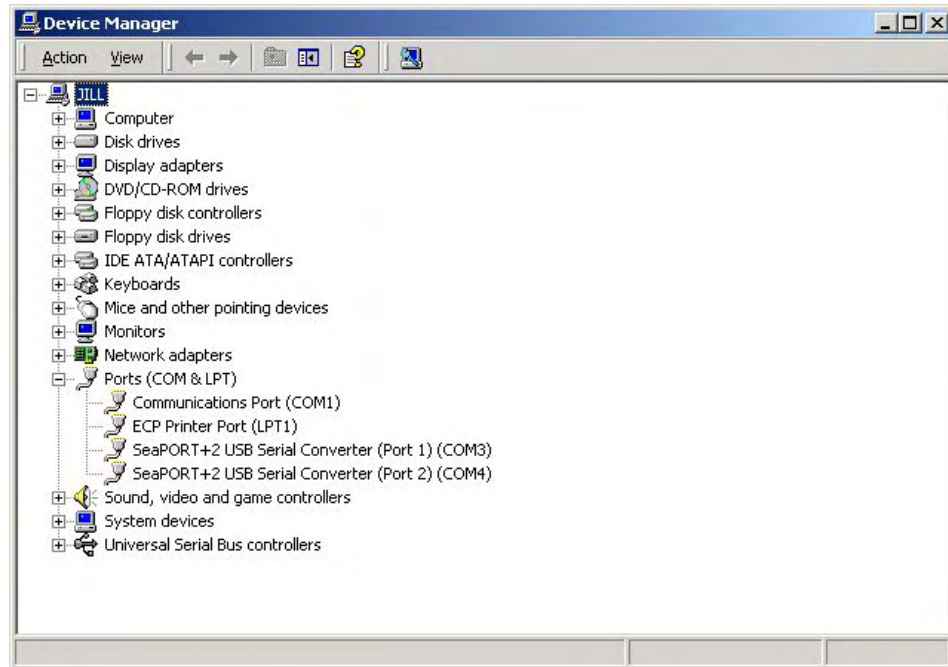 Device Manager
Action View
JILL
Computer
Disk drives
Display adapters
DVD/CD-ROM drives
Floppy disk controllers
Floppy disk drives
IDE ATA/ATAPI controllers
Keyboards
Mice and other pointing devices
Monitors
Network adapters
Ports (COM & LPT)
Communications Port (COM1)
ECP Printer Port (LPT1)
SeaPORT+2 USB Serial Converter (Port 1) (COM3)
SeaPORT+2 USB Serial Converter (Port 2) (COM4)
Sound, video and game controllers
System devices
Universal Serial Bus controllers